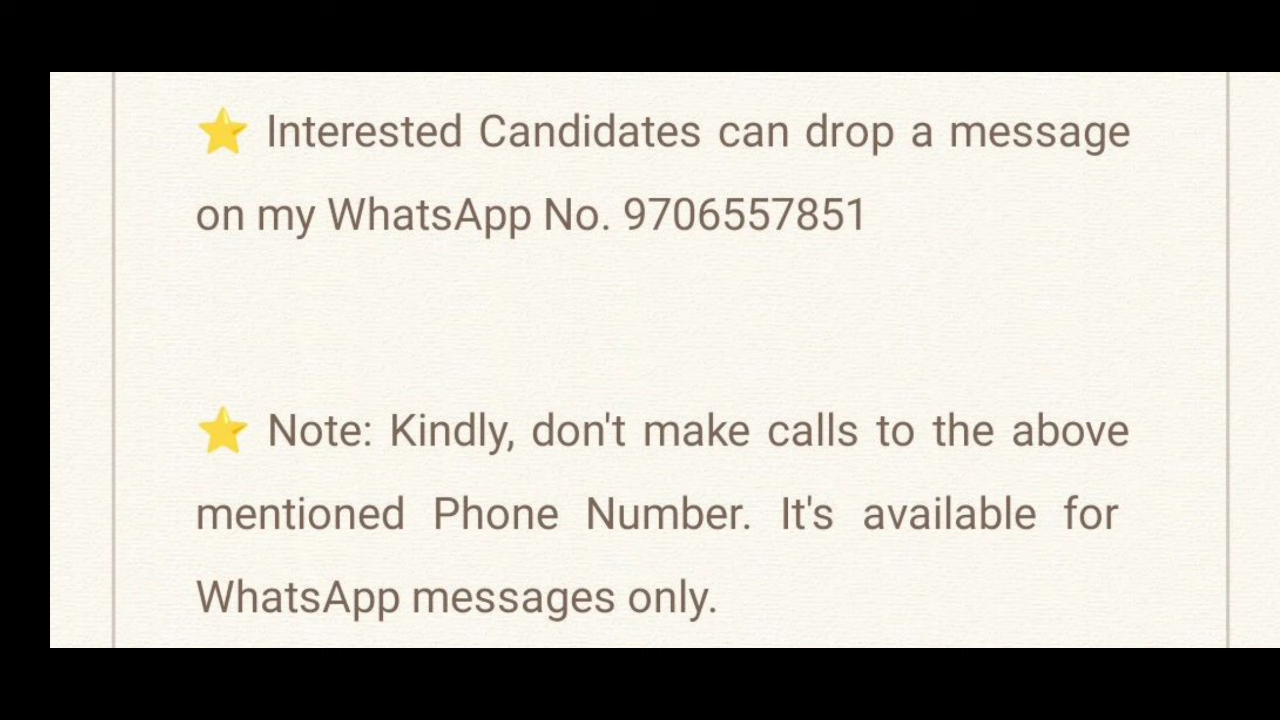 ⭐ Interested Candidates can drop a message
on my WhatsApp No. 9706557851
⭐ Note: Kindly, don't make calls to the above
mentioned Phone Number. It's available for
WhatsApp messages only.